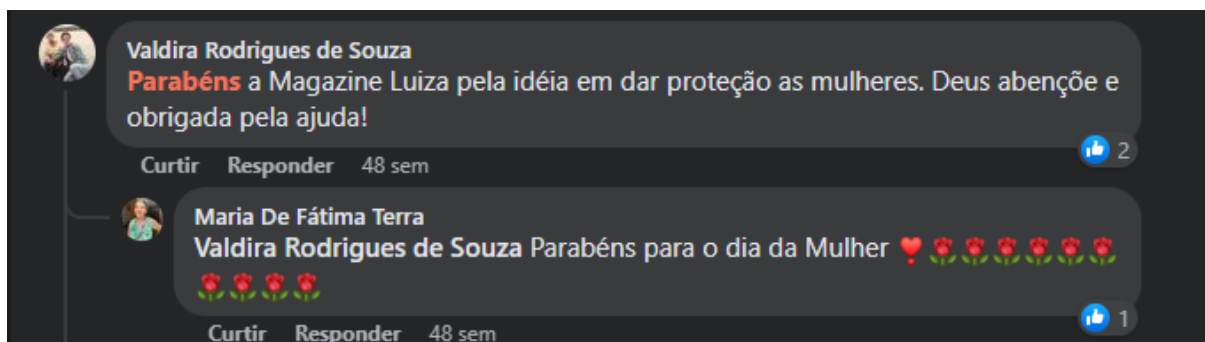 Valdira Rodrigues de Souza
Parabéns a Magazine Luiza pela idéia em dar proteção as mulheres. Deus abençõe e
obrigada pela ajuda!
Curtir Responder 48 sem
2
Maria De Fátima Terra
Valdira Rodrigues de Souza Parabéns para o dia da Mulher ❣️🌹🌹🌹🌹🌹🌹
🌹🌹🌹🌹
1
Curtir Responder 48 sem